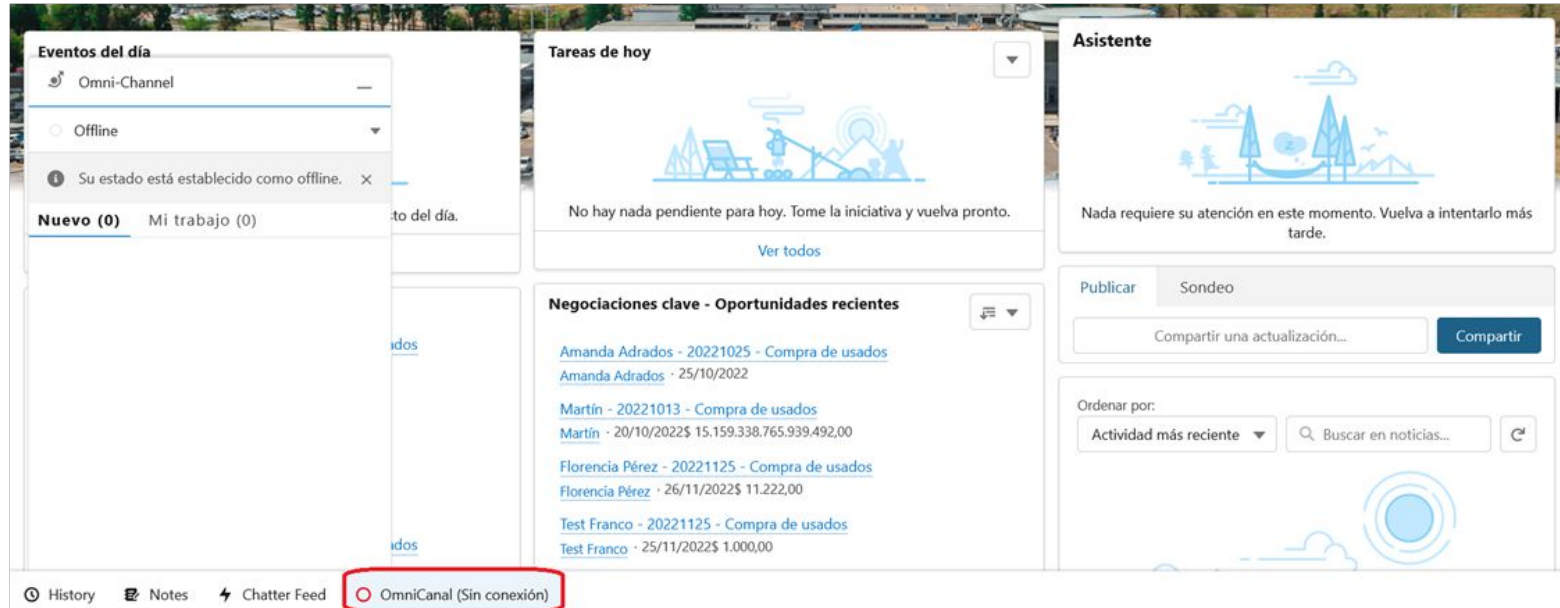 Eventos del día
Omni-Channel
Offline
Su estado está establecido como offline.
Nuevo (0) Mi trabajo (0)
to del día.
ados
ados
Tareas de hoy
No hay nada pendiente para hoy. Tome la iniciativa y vuelva pronto.
Ver todos
Negociaciones clave - Oportunidades recientes
Amanda Adrados - 20221025 - Compra de usados
Amanda Adrados · 25/10/2022
Martín - 20221013 - Compra de usados
Martín · 20/10/2022$ 15.159.338.765.939.492,00
Florencia Pérez - 20221125 - Compra de usados
Florencia Pérez · 26/11/2022$ 11.222,00
Test Franco - 20221125 - Compra de usados
Test Franco · 25/11/2022$ 1.000,00
Asistente
z
Nada requiere su atención en este momento. Vuelva a intentarlo más
tarde.
Publicar Sondeo
Compartir una actualización... Compartir
Ordenar por:
Actividad más reciente Buscar en noticias...
History Notes Chatter Feed OmniCanal (Sin conexión)